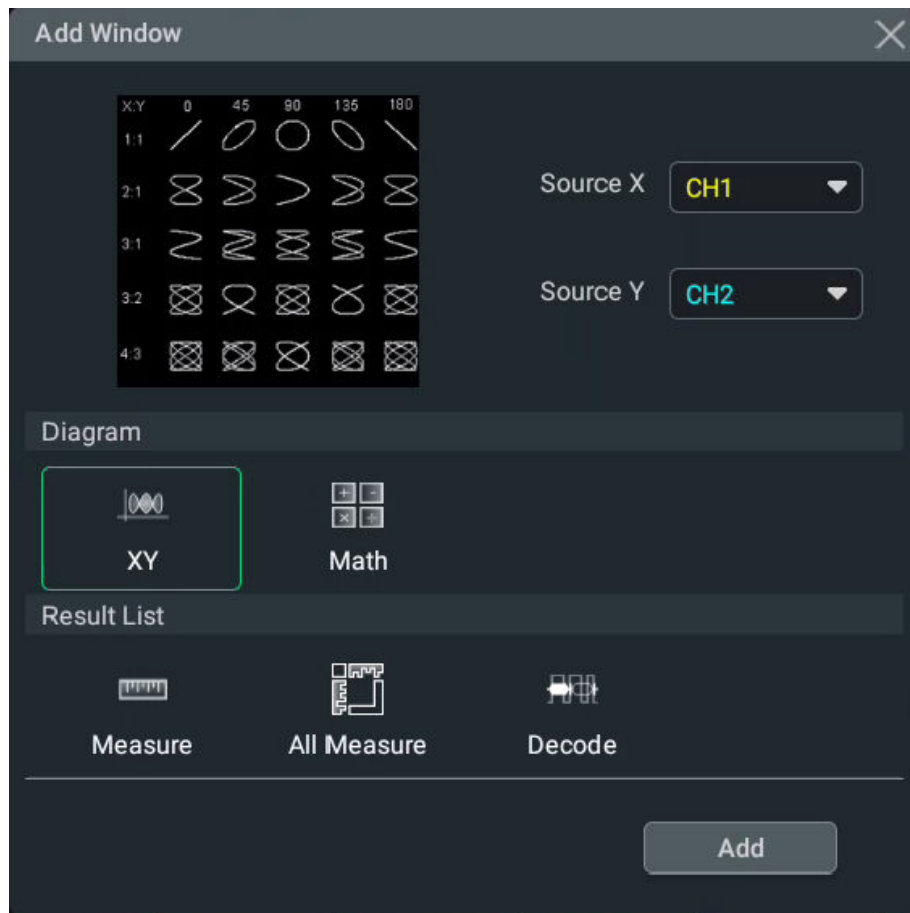 Add Window
X:Y 0 45 90 135 180
1:1
2:1
3:1
3:2
4:3
Source X CH1
Source Y CH2
Diagram
XY Math
Result List
Measure All Measure Decode
Add